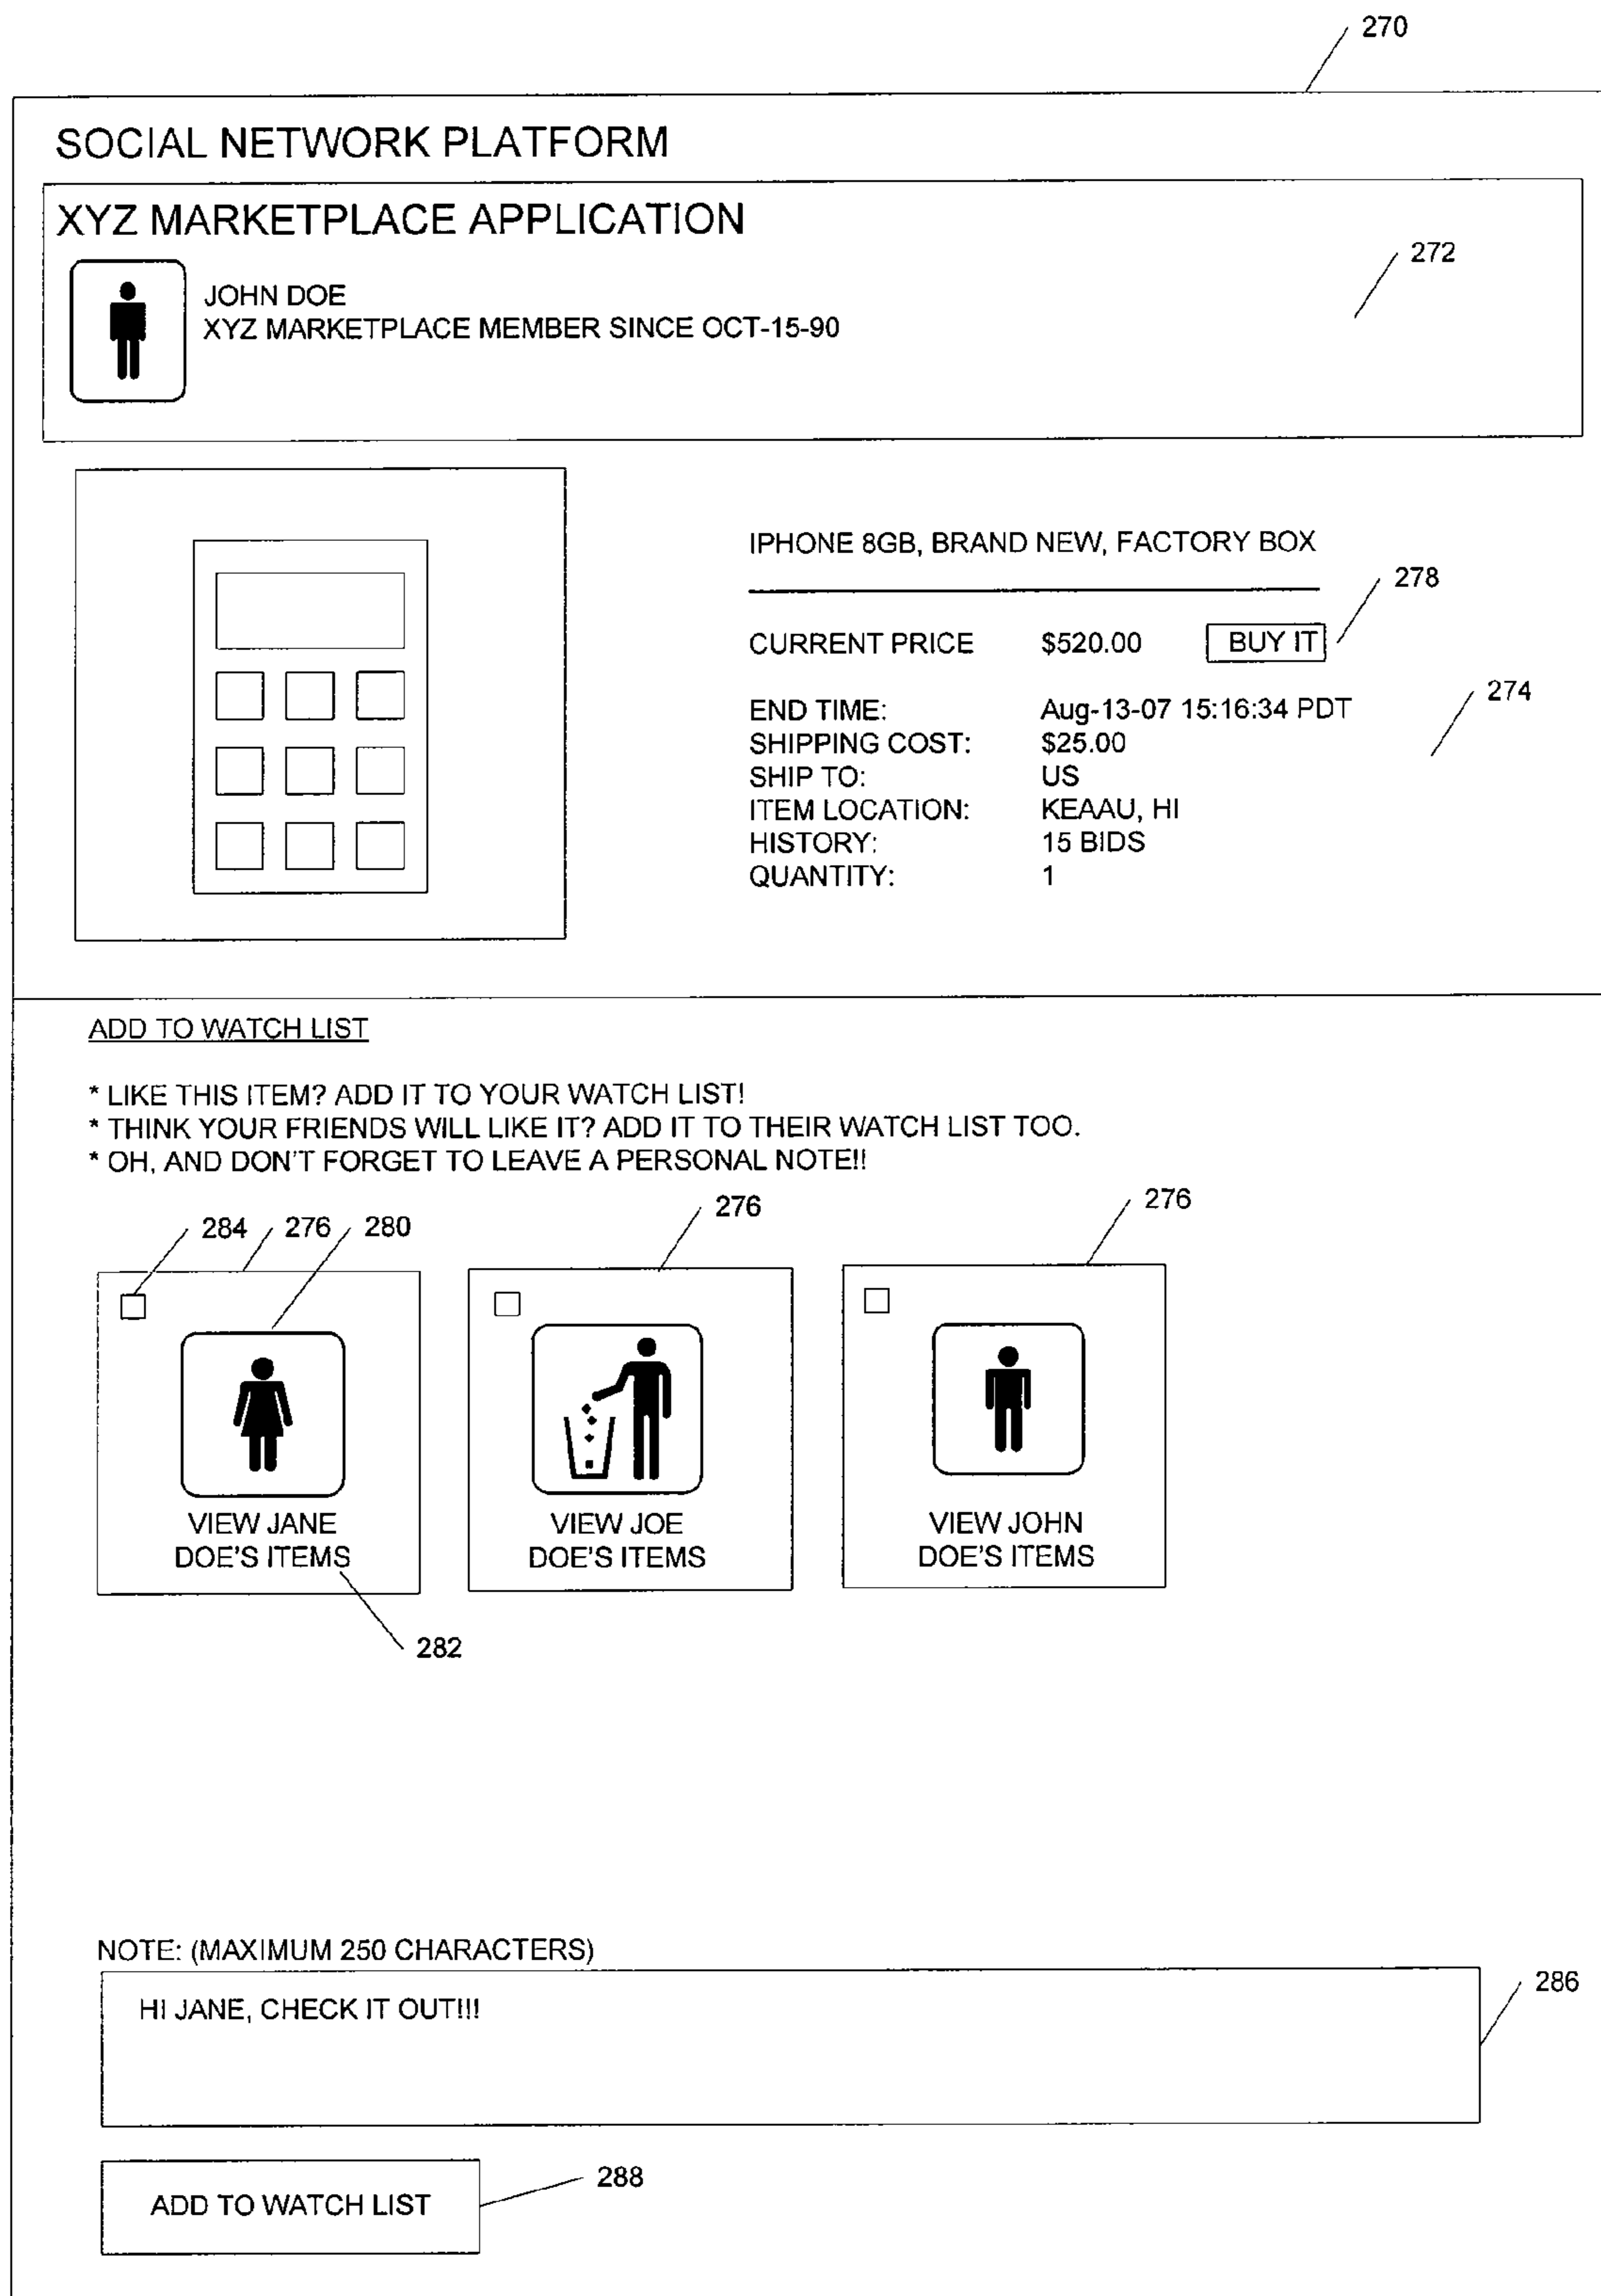 270
SOCIAL NETWORK PLATFORM
XYZ MARKETPLACE APPLICATION
272
JOHN DOE
XYZ MARKETPLACE MEMBER SINCE OCT-15-90
IPHONE 8GB, BRAND NEW, FACTORY BOX
278
CURRENT PRICE $520.00 BUY IT
274
END TIME: Aug-13-07 15:16:34 PDT
SHIPPING COST: $25.00
SHIP TO: US
ITEM LOCATION: KEAAU, HI
HISTORY: 15 BIDS
QUANTITY: 1
ADD TO WATCH LIST
* LIKE THIS ITEM? ADD IT TO YOUR WATCH LIST!
* THINK YOUR FRIENDS WILL LIKE IT? ADD IT TO THEIR WATCH LIST TOO.
* OH, AND DON'T FORGET TO LEAVE A PERSONAL NOTE!!
284 276 280 276 276
VIEW JANE
DOE'S ITEMS
VIEW JOE
DOE'S ITEMS
VIEW JOHN
DOE'S ITEMS
282
NOTE: (MAXIMUM 250 CHARACTERS)
HI JANE, CHECK IT OUT!!!
286
ADD TO WATCH LIST
288